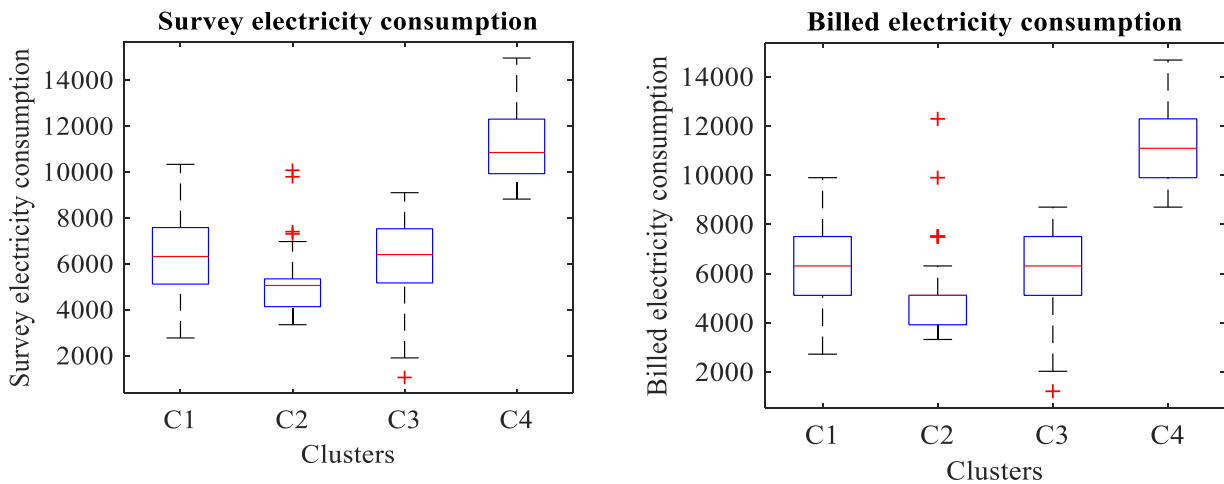 Survey electricity consumption
Survey electricity consumption
14000
12000
10000
8000
6000
4000
2000
C1 C2 C3 C4
Clusters
Billed electricity consumption
Billed electricity consumption
14000
12000
10000
8000
6000
4000
2000
C1 C2 C3 C4
Clusters